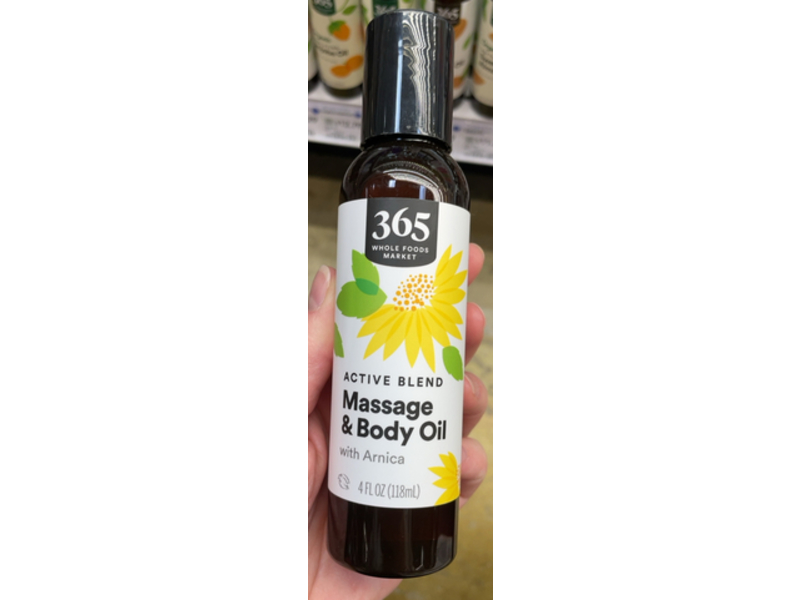 365
WHOLE FOODS
MARKET
ACTIVE BLEND
Massage
& Body Oil
with Arnica
4 FL OZ (118mL)